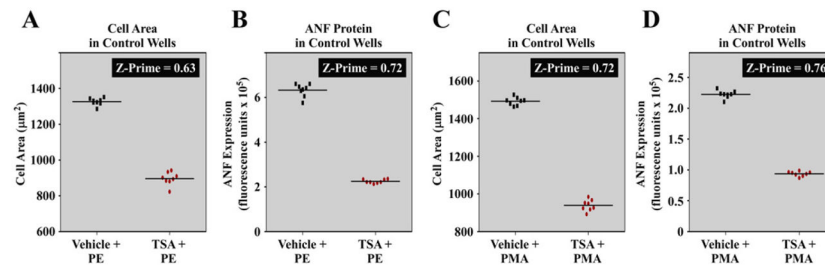 A
Cell Area
in Control Wells
Z-Prime = 0.63
Cell Area (μm²)
1400
1200
1000
800
600
Vehicle +
PE
TSA +
PE
B
ANF Protein
in Control Wells
Z-Prime = 0.72
ANF Expression
(fluorescence units x 10⁵)
6
4
2
0
Vehicle +
PE
TSA +
PE
C
Cell Area
in Control Wells
Z-Prime = 0.72
Cell Area (μm²)
1600
1400
1200
1000
800
Vehicle +
PMA
TSA +
PMA
D
ANF Protein
in Control Wells
Z-Prime = 0.76
ANF Expression
(fluorescence units x 10⁵)
2.5
2.0
1.5
1.0
0.5
0
Vehicle +
PMA
TSA +
PMA